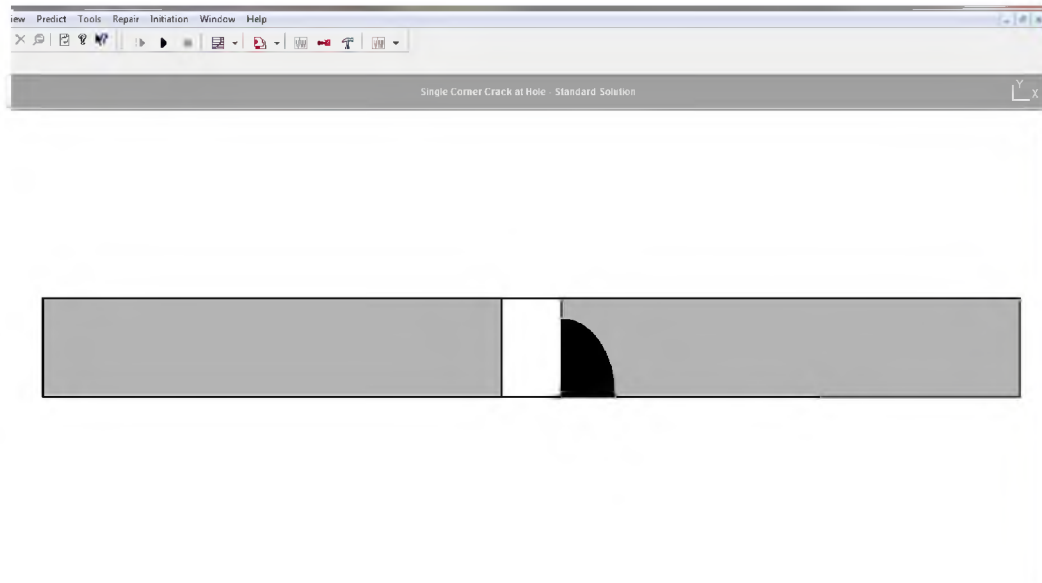 iew Predict Tools Repair Initiation Window Help
Single Corner Crack at Hole - Standard Solution
Y
X